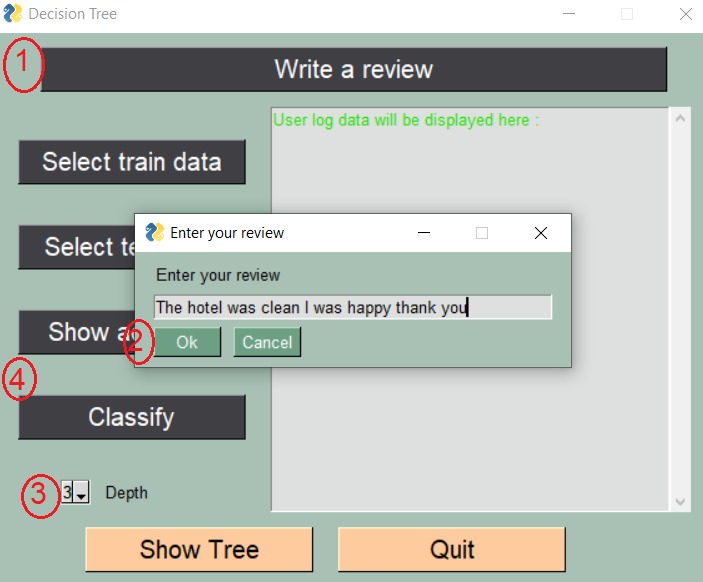 Decision Tree
1
Write a review
User log data will be displayed here :
Select train data
Select te
Enter your review
Enter your review
The hotel was clean I was happy thank you
2
Ok
Cancel
Show a
4
Classify
3
3
Depth
Show Tree
Quit